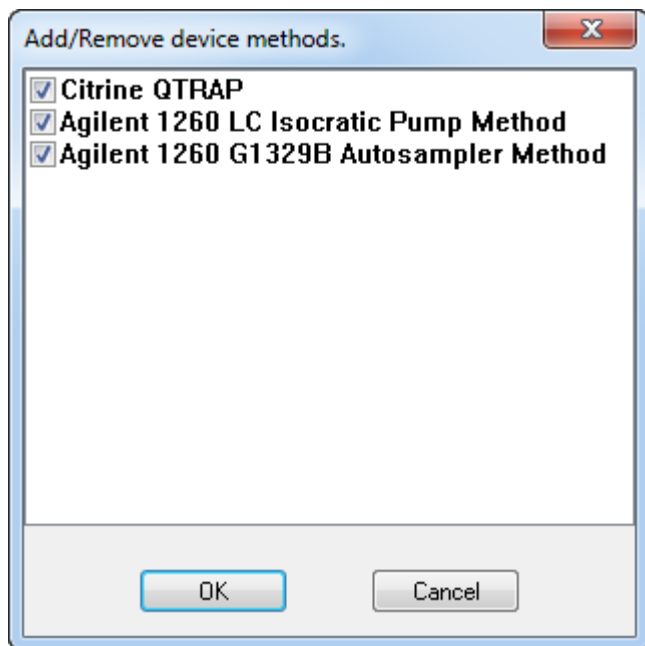 Add/Remove device methods.
Citrine QTRAP
Agilent 1260 LC Isocratic Pump Method
Agilent 1260 G1329B Autosampler Method
OK
Cancel